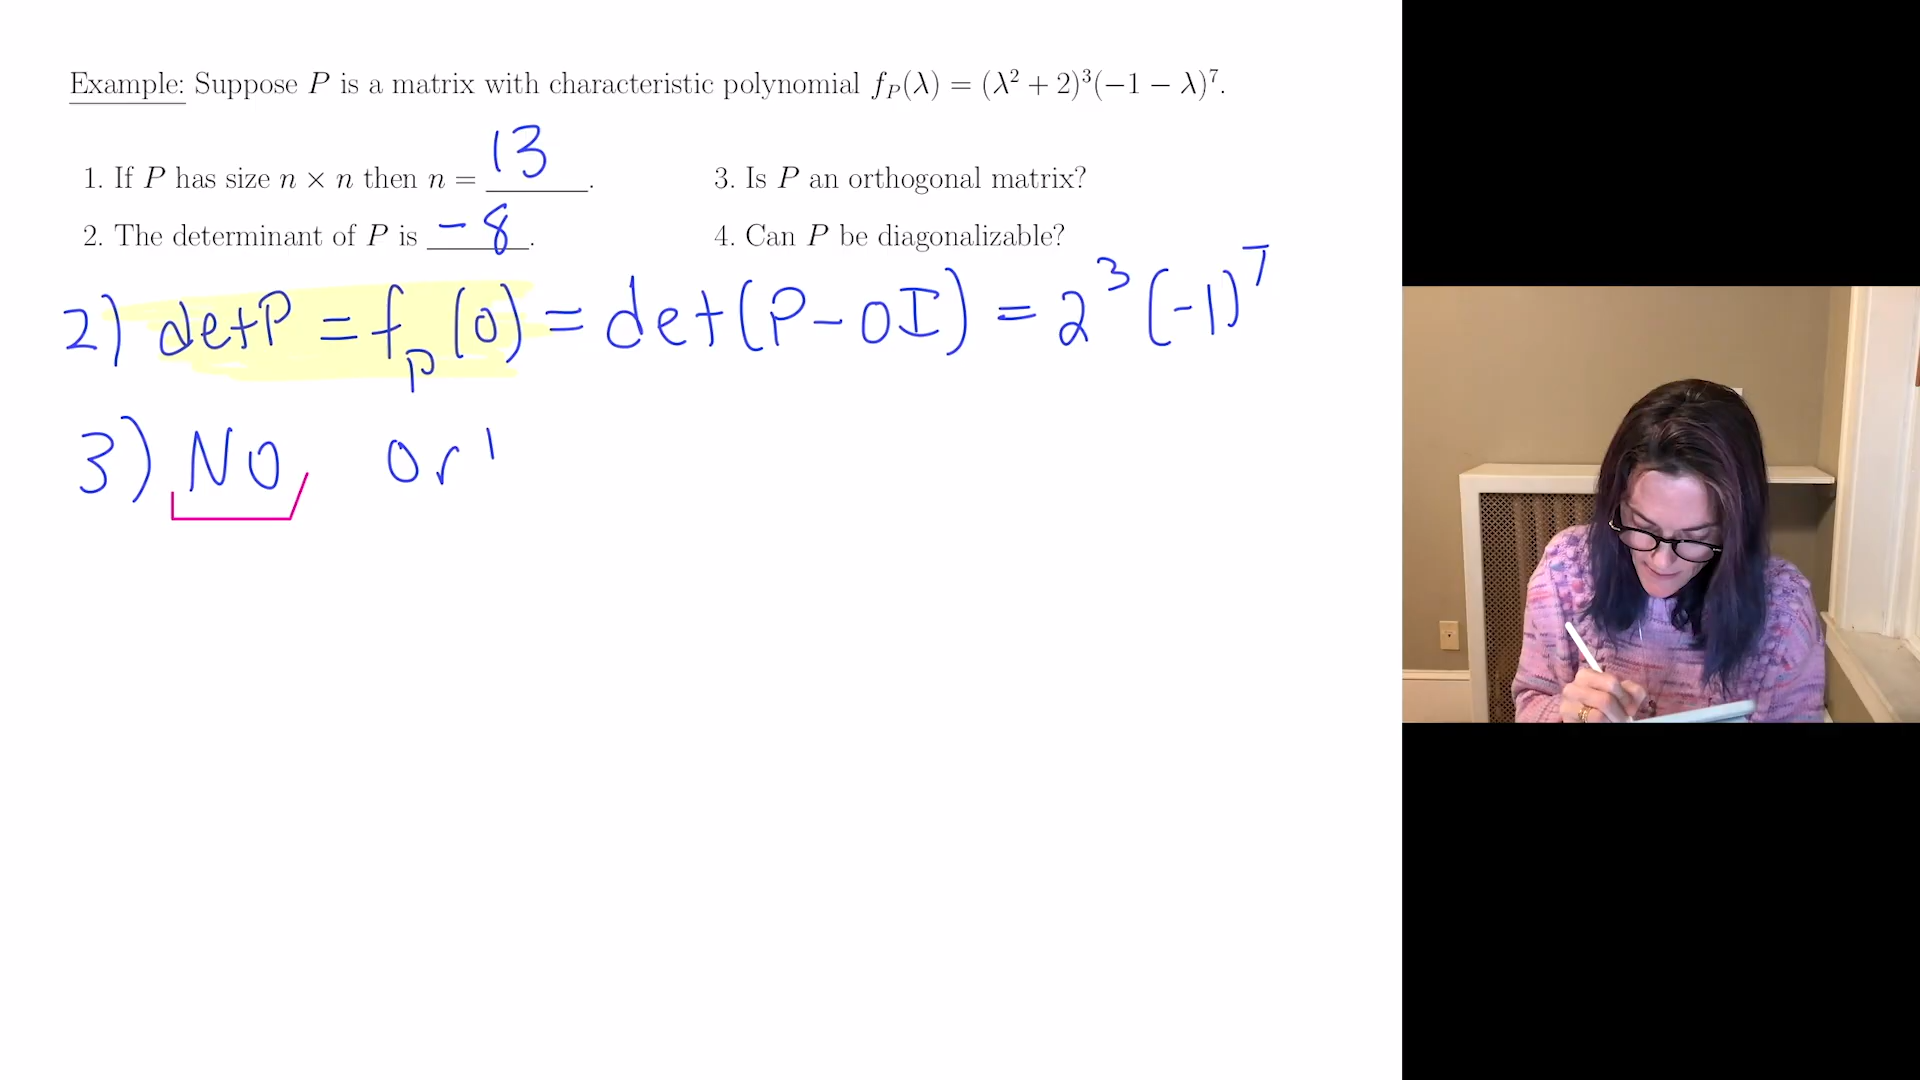 Example: Suppose P is a matrix with characteristic polynomial f_P(λ) = (λ² + 2)³(−1 − λ)⁷.
1. If P has size n × n then n = 13.
2. The determinant of P is −8.
3. Is P an orthogonal matrix?
4. Can P be diagonalizable?
2) det P = f_P(0) = det(P − 0I) = 2³(−1)⁷
3) NO Or